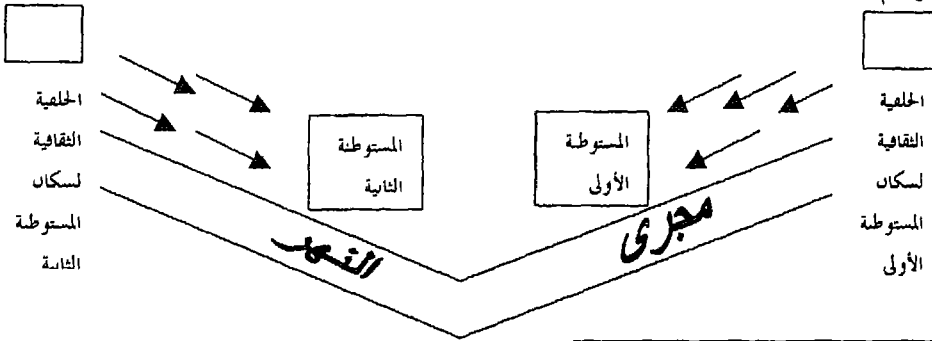 الخلفية
الثقافية
لسكان
المستوطنة
الأولى
المستوطنة
الأولى
المستوطنة
الثانية
مجرى
النهر
الخلفية
الثقافية
لسكان
المستوطنة
الثانية